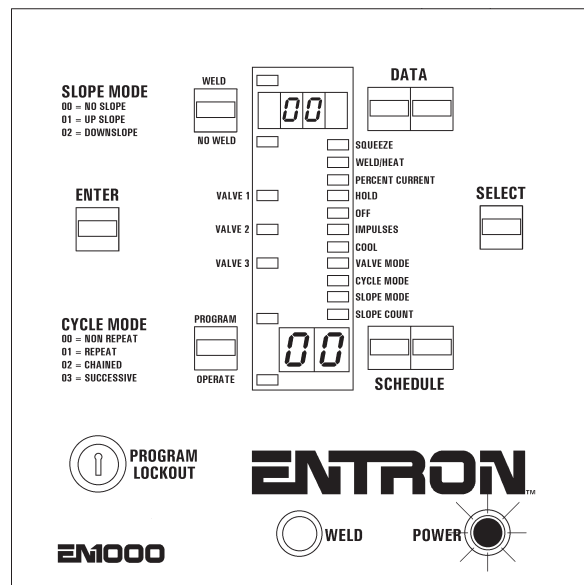 SLOPE MODE
00 = NO SLOPE
01 = UP SLOPE
02 = DOWNSLOPE
WELD
NO WELD
00
DATA
SQUEEZE
WELD/HEAT
PERCENT CURRENT
HOLD
OFF
IMPULSES
COOL
VALVE MODE
CYCLE MODE
SLOPE MODE
SLOPE COUNT
ENTER
VALVE 1
VALVE 2
VALVE 3
SELECT
CYCLE MODE
00 = NON REPEAT
01 = REPEAT
02 = CHAINED
03 = SUCCESSIVE
PROGRAM
OPERATE
00
SCHEDULE
PROGRAM
LOCKOUT
ENTRON™
EM1000
WELD
POWER